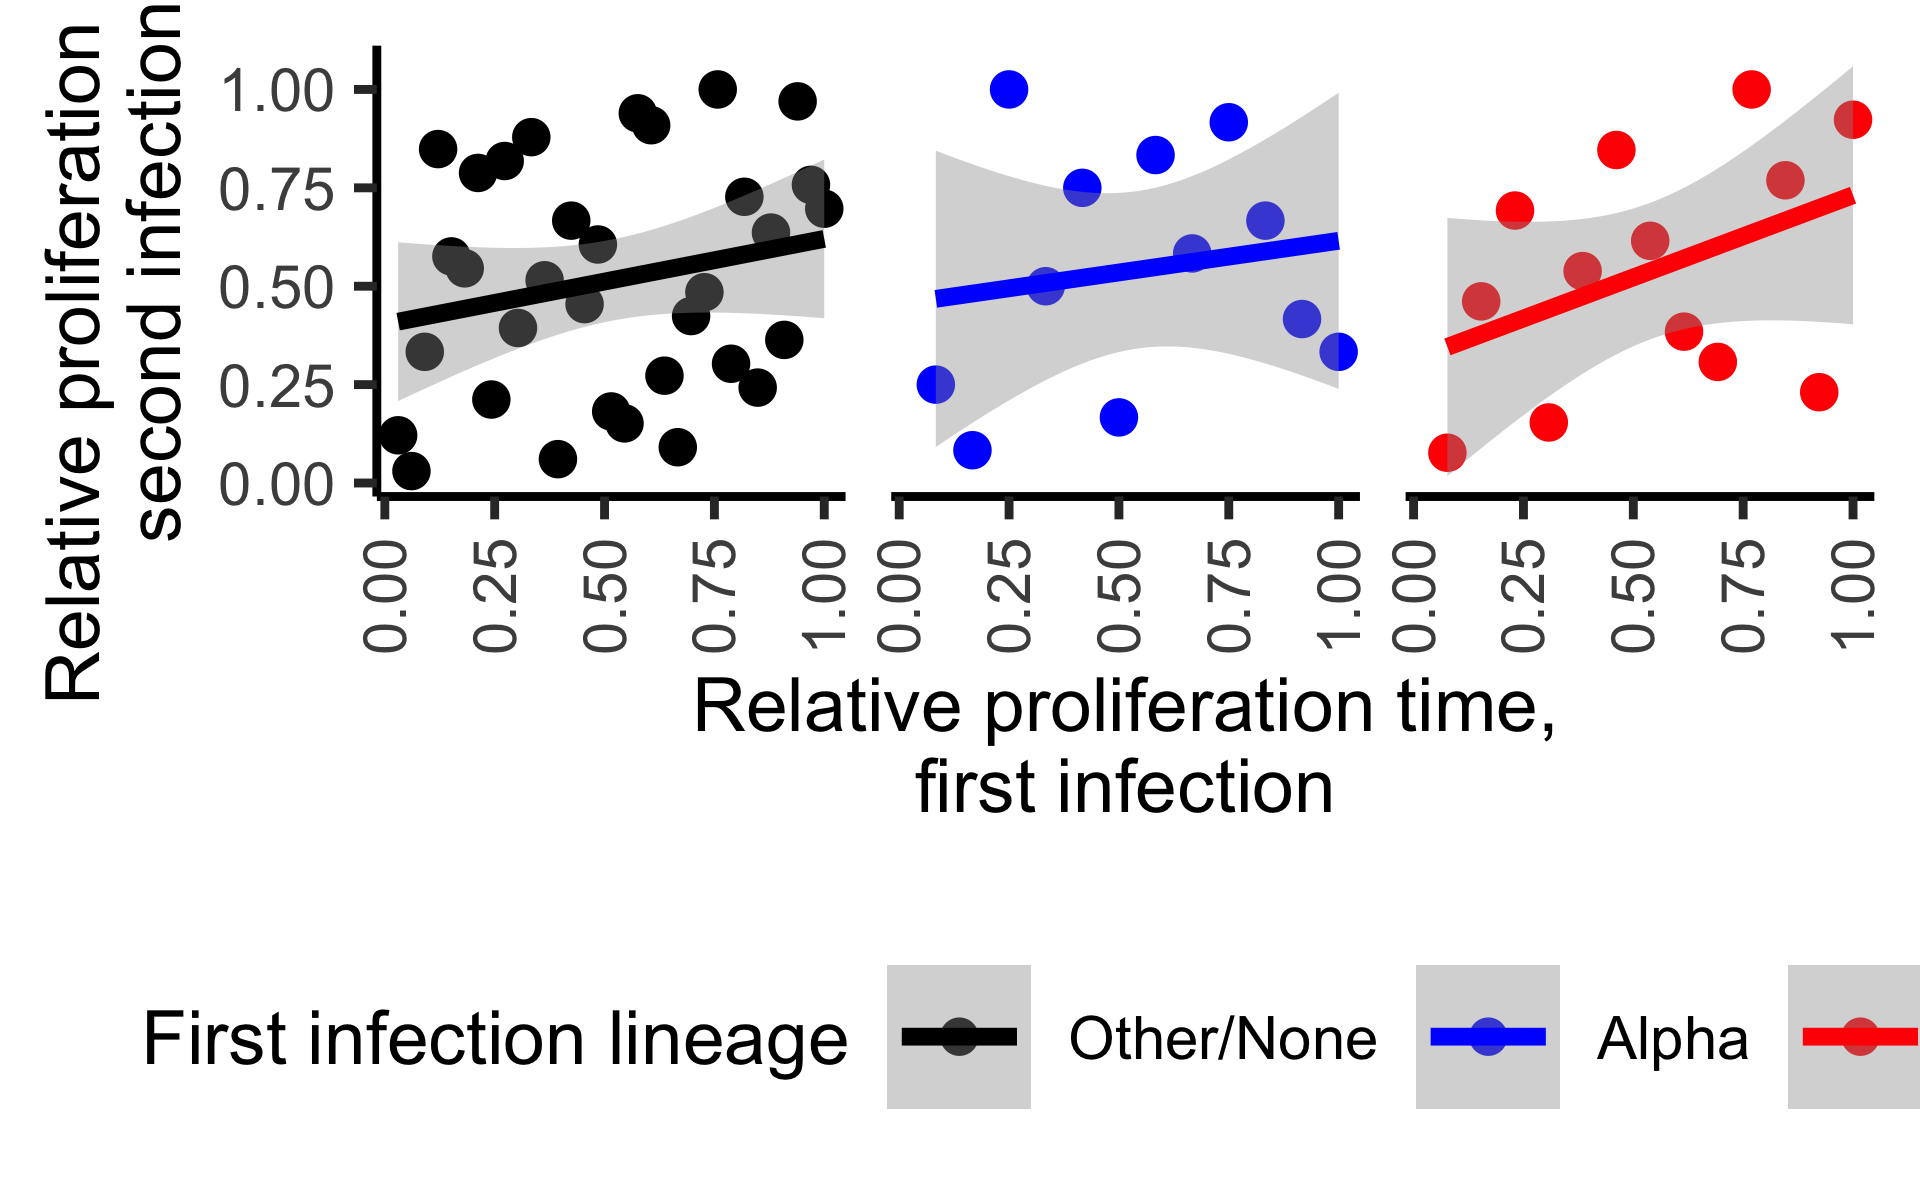 Relative proliferation
second infection
1.00
0.75
0.50
0.25
0.00
0.00 0.25 0.50 0.75 1.00 0.00 0.25 0.50 0.75 1.00 0.00 0.25 0.50 0.75 1.00
Relative proliferation time,
first infection
First infection lineage Other/None Alpha